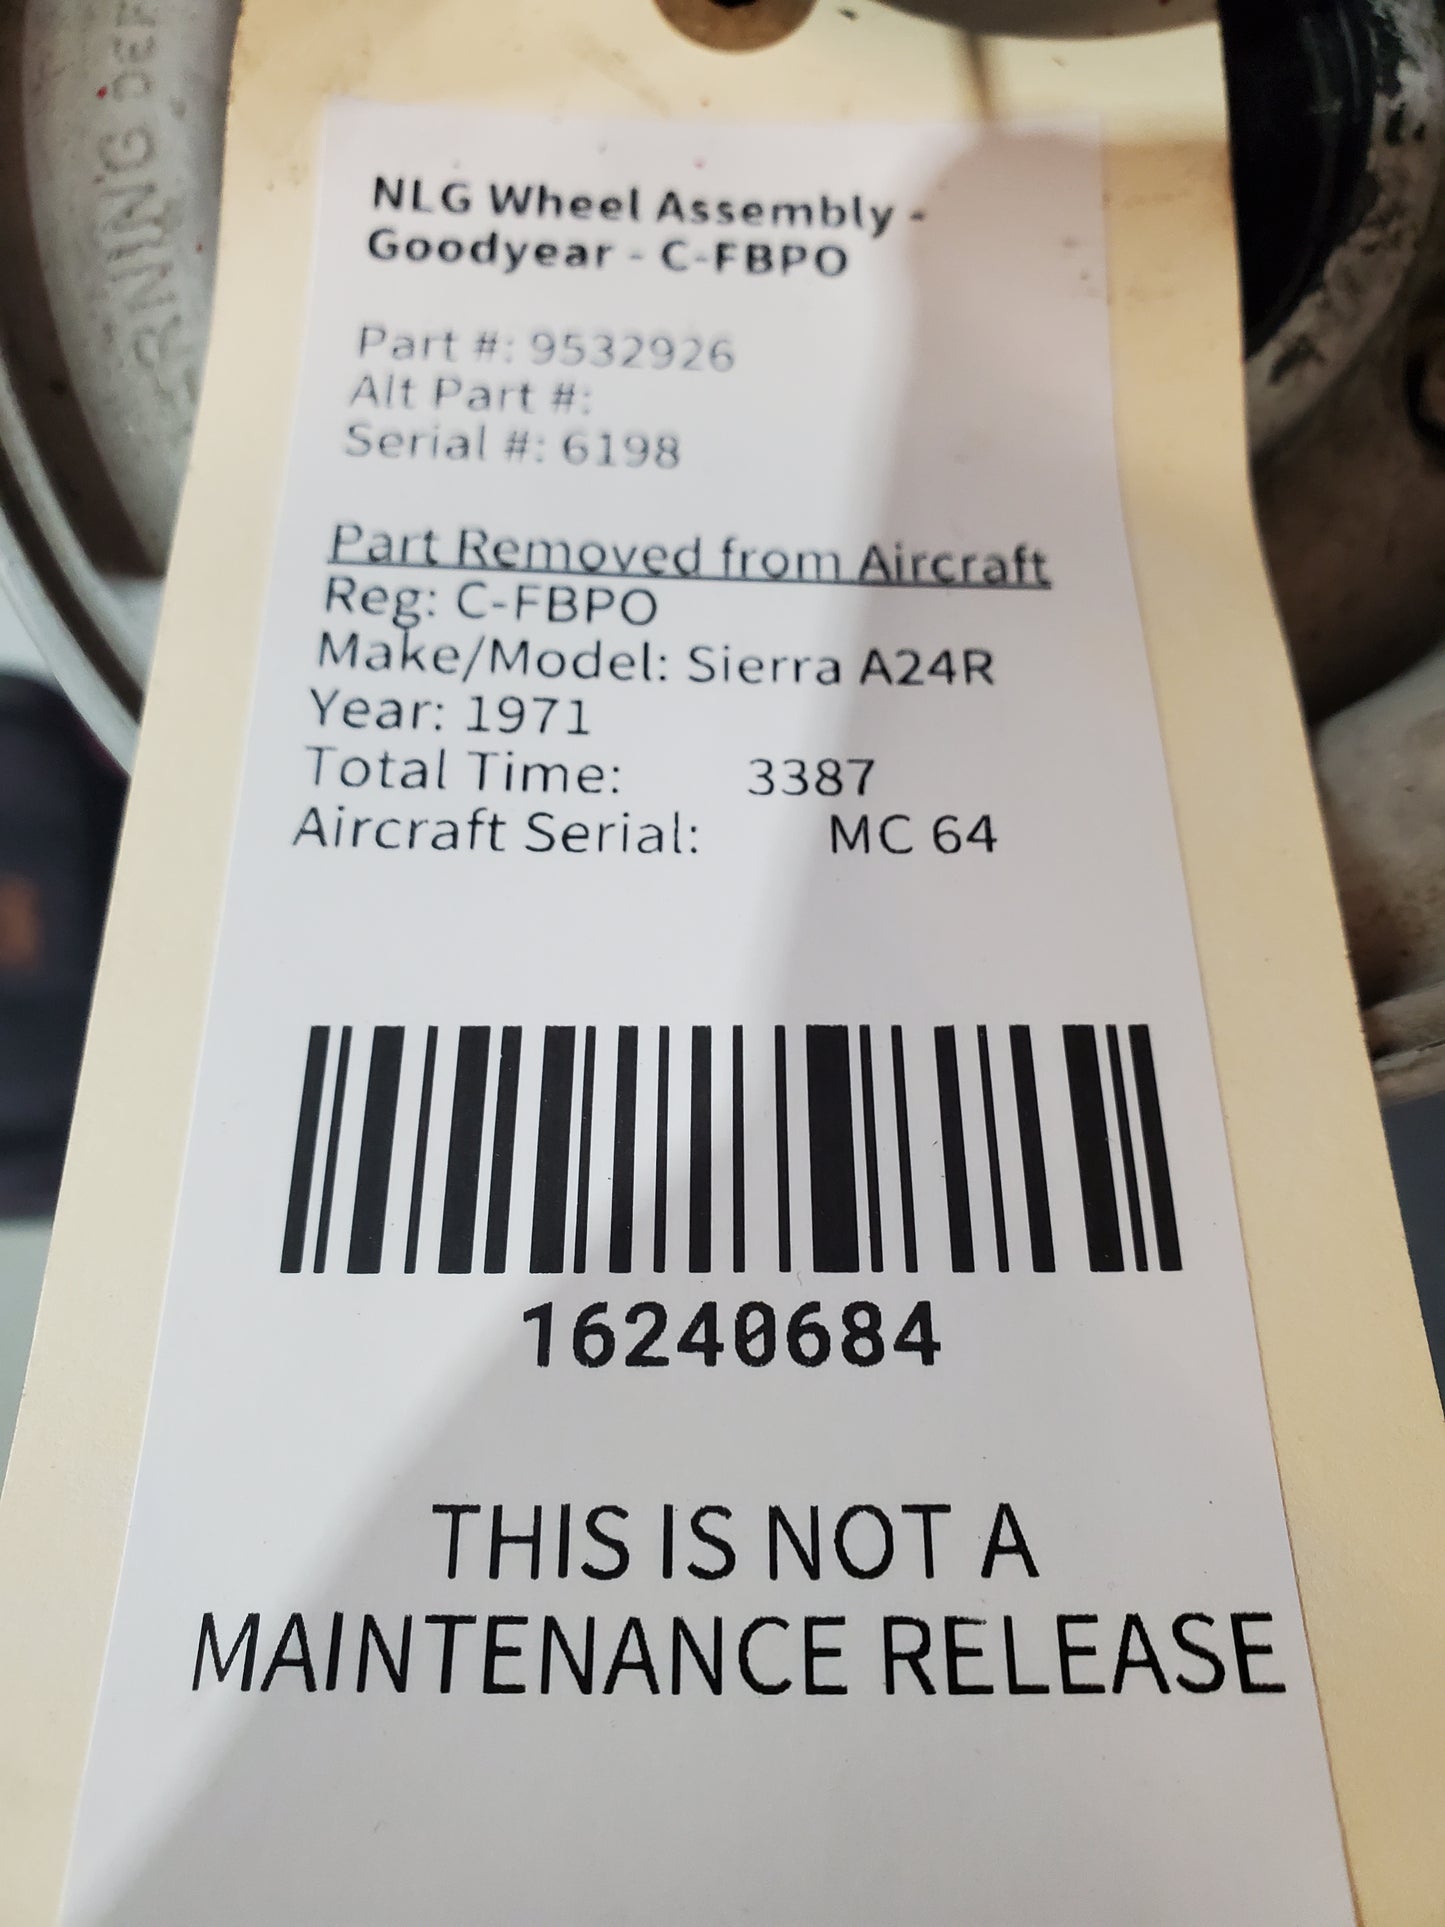 NLG Wheel Assembly -
Goodyear - C-FBPO
Part #: 9532926
Alt Part #:
Serial #: 6198
Part Removed from Aircraft
Reg: C-FBPO
Make/Model: Sierra A24R
Year: 1971
Total Time: 3387
Aircraft Serial: MC 64
16240684
THIS IS NOT A
MAINTENANCE RELEASE